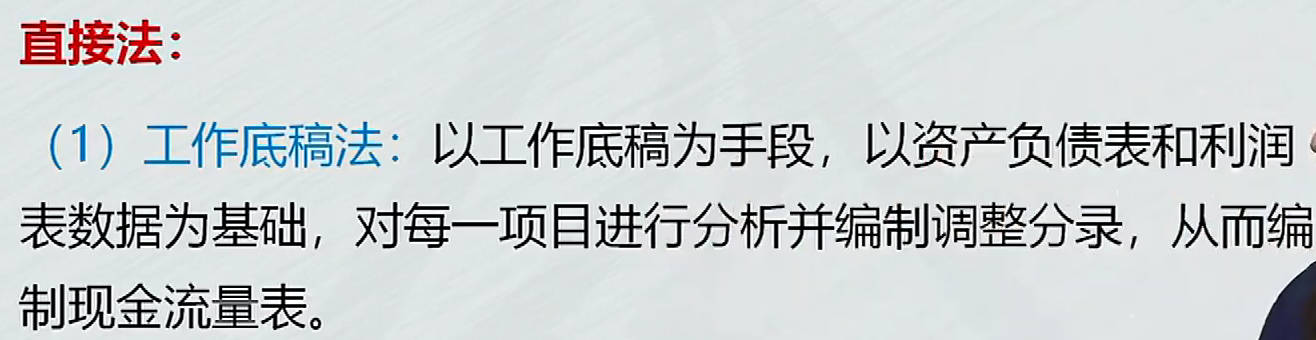 直接法：
（1）工作底稿法：以工作底稿为手段，以资产负债表和利润
表数据为基础，对每一项目进行分析并编制调整分录，从而编
制现金流量表。